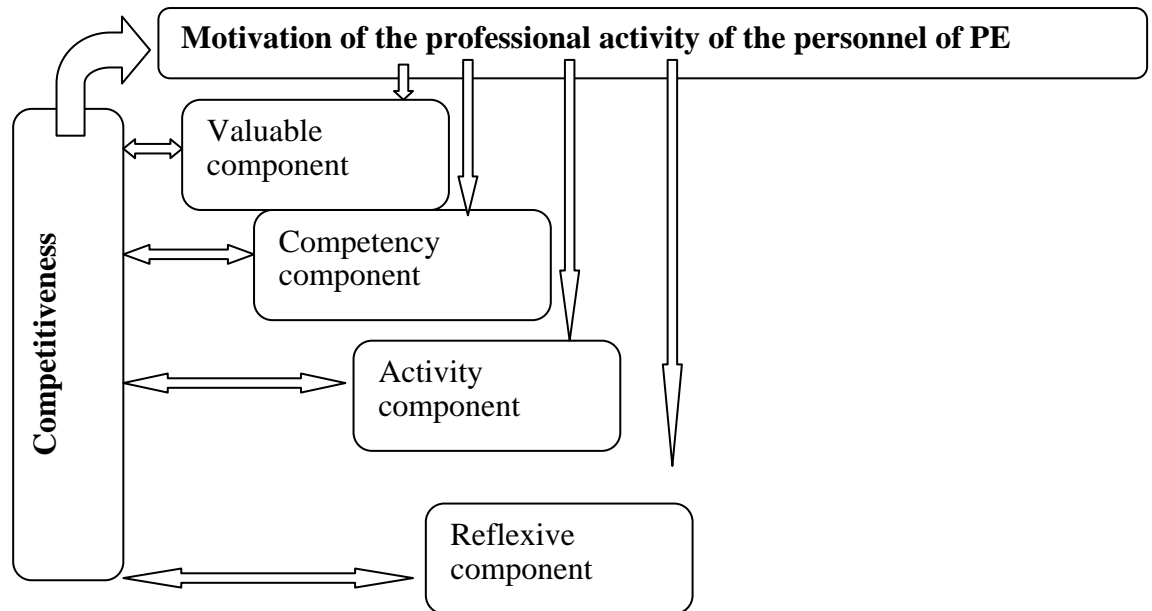 Motivation of the professional activity of the personnel of PE
Valuable
component
Competency
component
Activity
component
Reflexive
component
Competitiveness